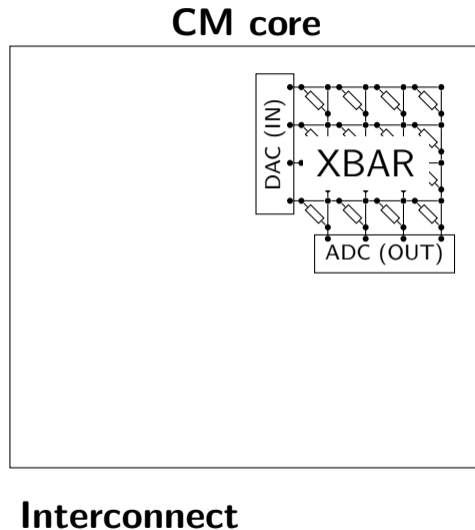 CM core
DAC (IN)
XBAR
ADC (OUT)
Interconnect